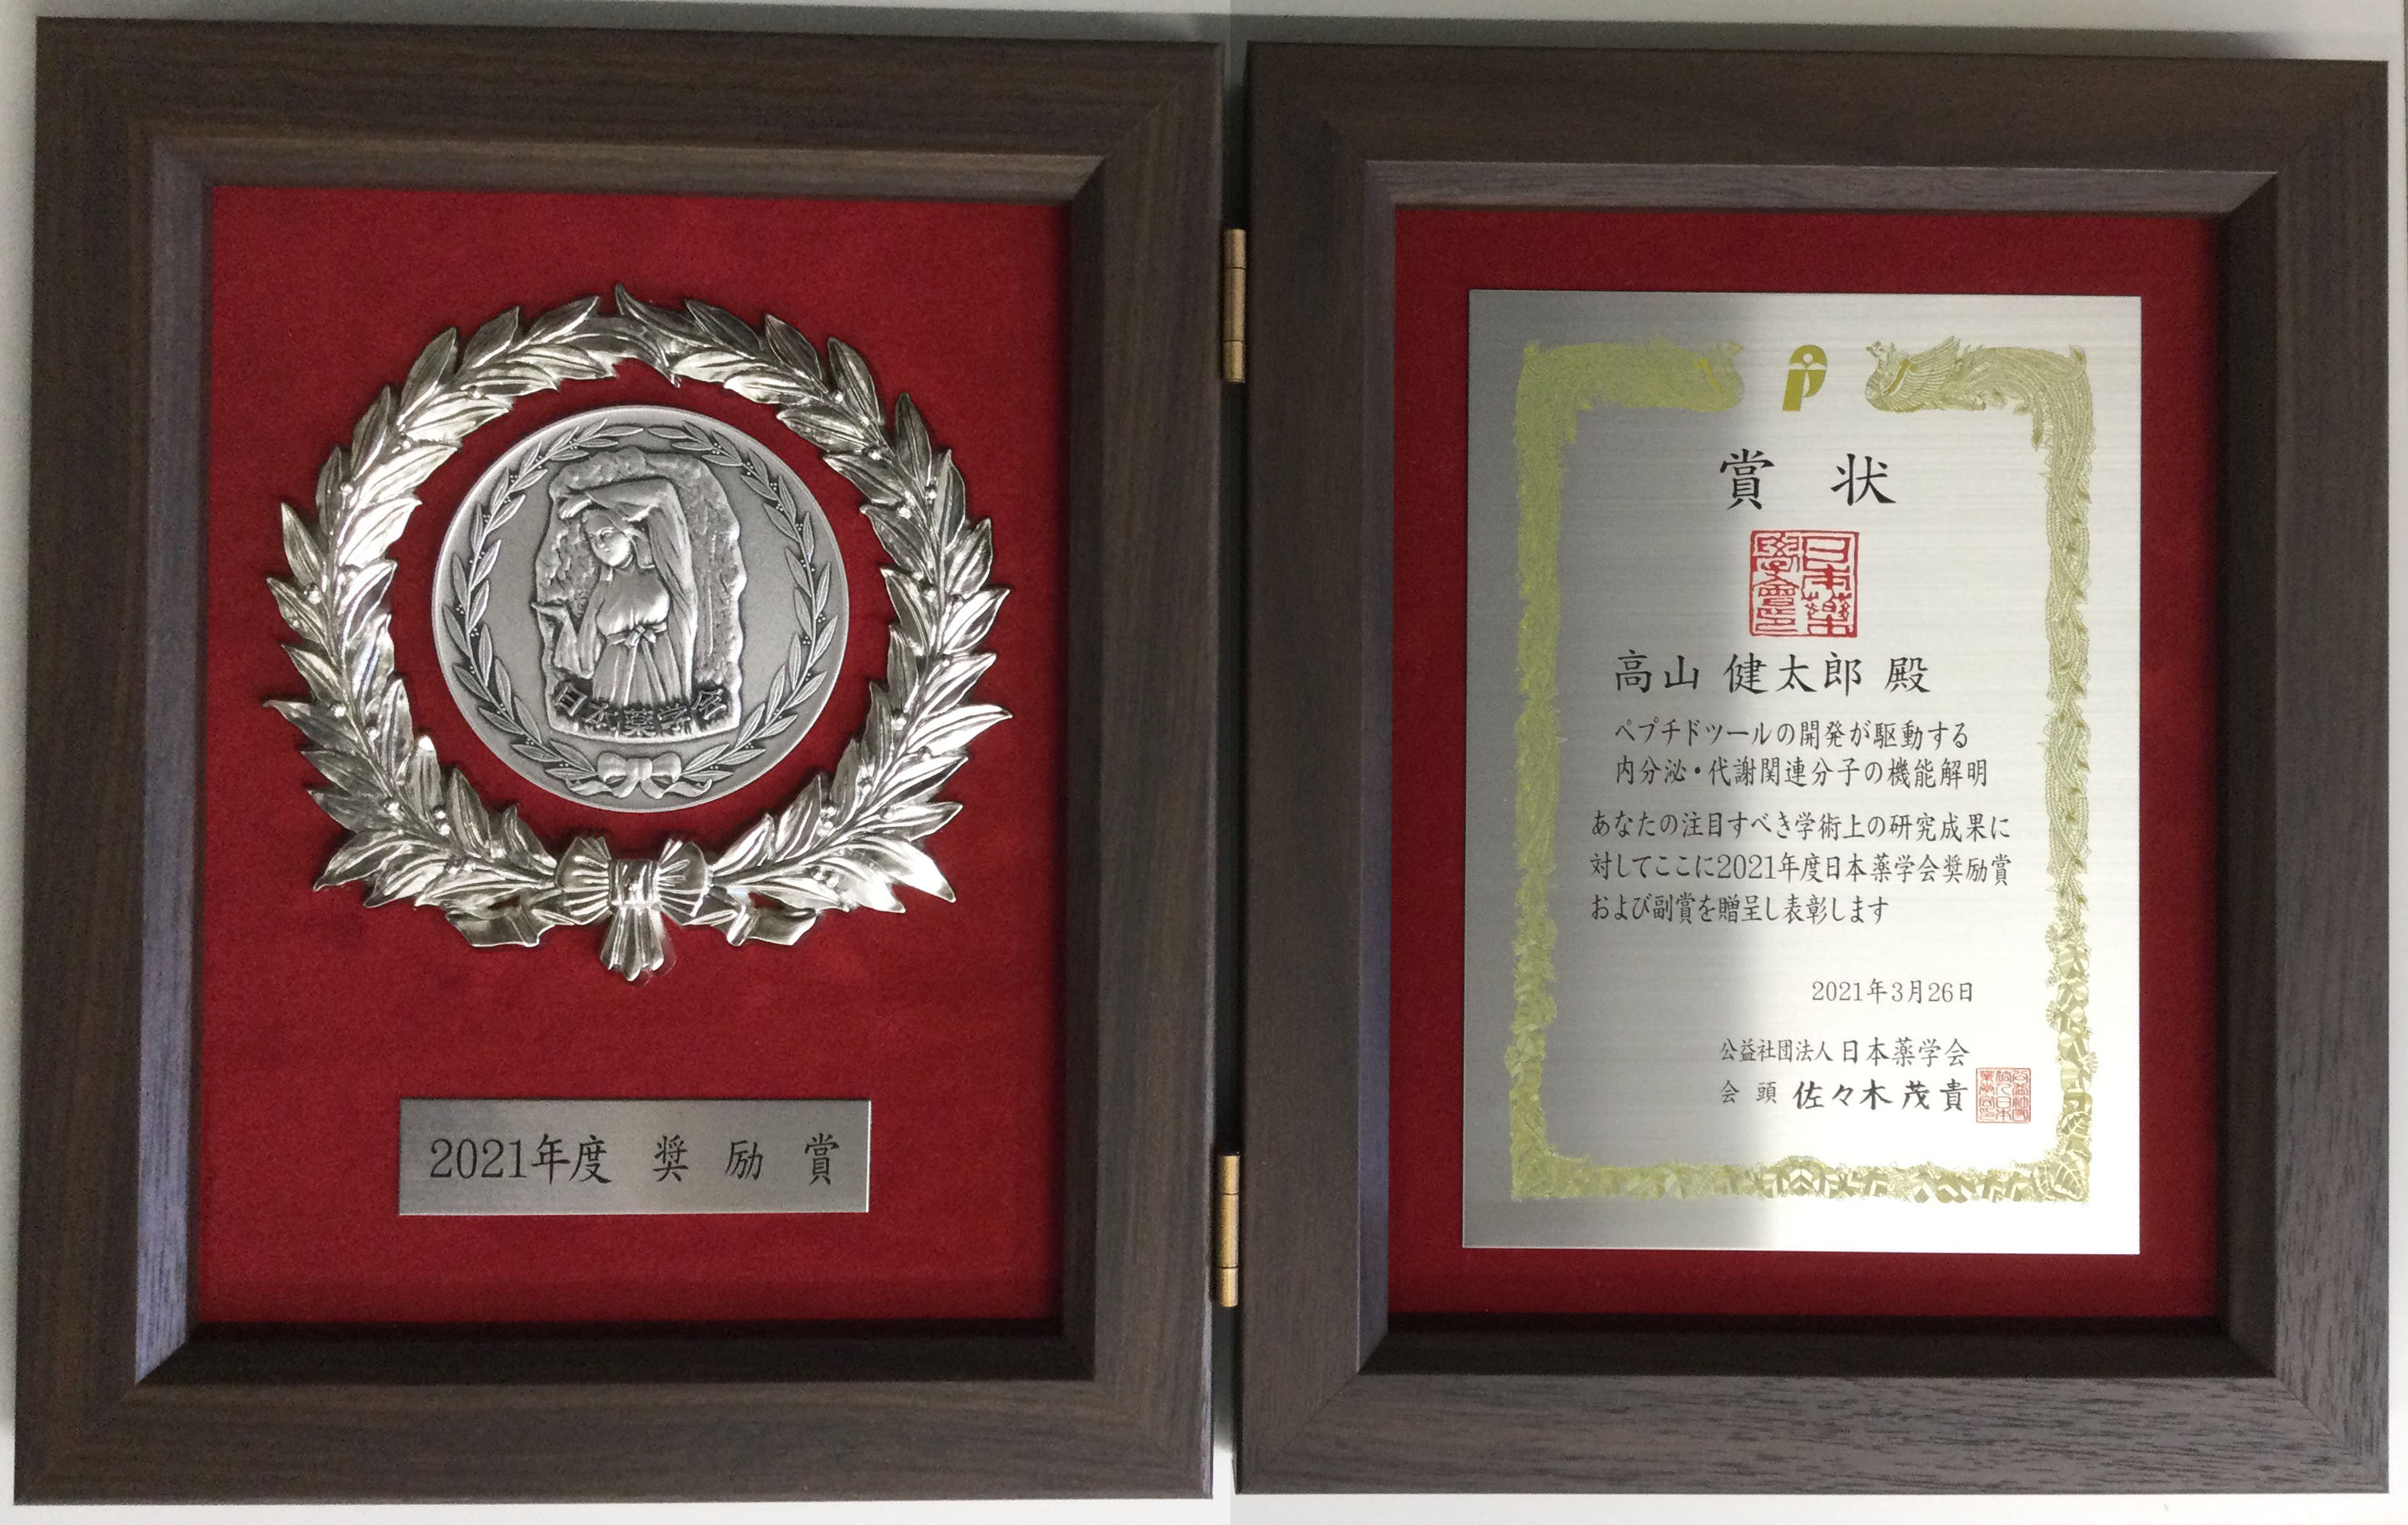 日本薬学会
2021年度 奨励賞
賞状
日本薬学會印
高山 健太郎 殿
ペプチドツールの開発が駆動する
内分泌・代謝関連分子の機能解明
あなたの注目すべき学術上の研究成果に
対してここに2021年度日本薬学会奨励賞
および副賞を贈呈し表彰します
2021年3月26日
公益社団法人 日本薬学会
会頭 佐々木茂貴